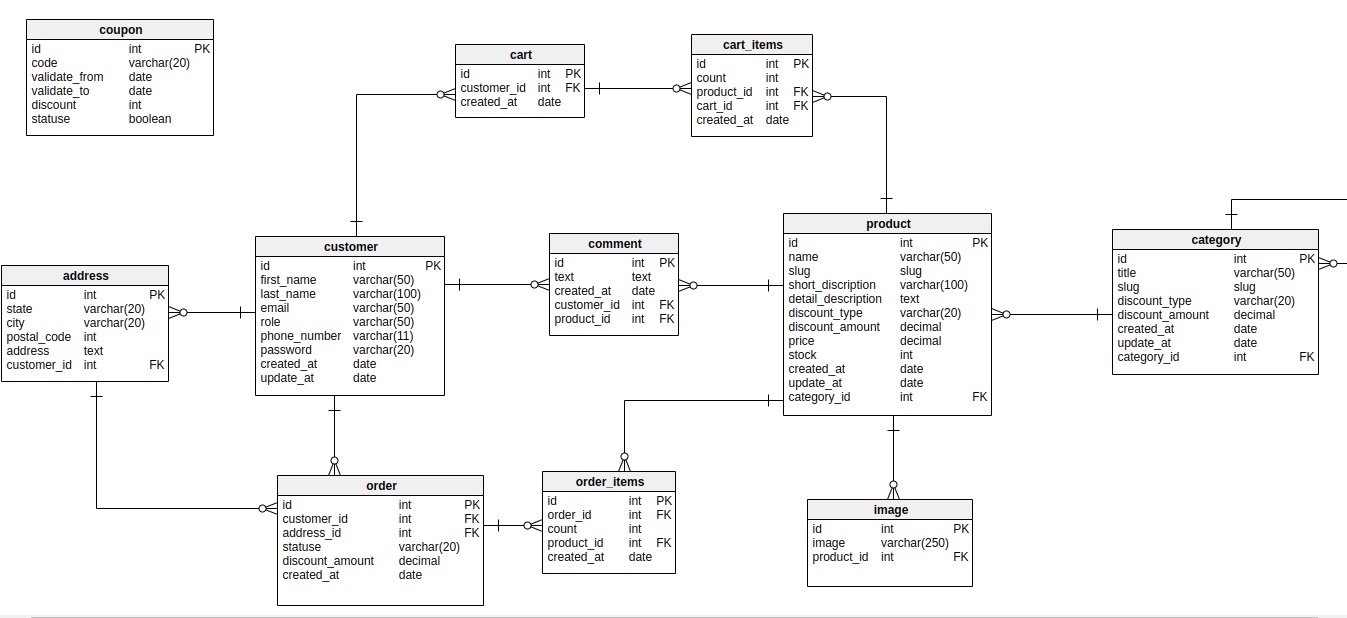 coupon
id int PK
code varchar(20)
validate_from date
validate_to date
discount int
statuse boolean
cart
id int PK
customer_id int FK
created_at date
cart_items
id int PK
count int
product_id int FK
cart_id int FK
created_at date
address
id int PK
state varchar(20)
city varchar(20)
postal_code int
address text
customer_id int FK
customer
id int PK
first_name varchar(50)
last_name varchar(100)
email varchar(50)
role varchar(50)
phone_number varchar(11)
password varchar(20)
created_at date
update_at date
comment
id int PK
text text
created_at date
customer_id int FK
product_id int FK
product
id int PK
name varchar(50)
slug slug
short_discription varchar(100)
detail_description text
discount_type varchar(20)
discount_amount decimal
price decimal
stock int
created_at date
update_at date
category_id int FK
category
id int PK
title varchar(50)
slug slug
discount_type varchar(20)
discount_amount decimal
created_at date
update_at date
category_id int FK
order
id int PK
customer_id int FK
address_id int FK
statuse varchar(20)
discount_amount decimal
created_at date
order_items
id int PK
order_id int FK
count int
product_id int FK
created_at date
image
id int PK
image varchar(250)
product_id int FK